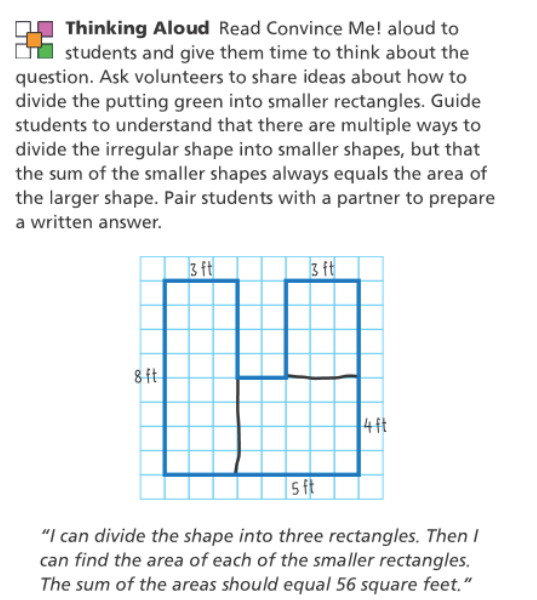 Thinking Aloud Read Convince Me! aloud to
students and give them time to think about the
question. Ask volunteers to share ideas about how to
divide the putting green into smaller rectangles. Guide
students to understand that there are multiple ways to
divide the irregular shape into smaller shapes, but that
the sum of the smaller shapes always equals the area of
the larger shape. Pair students with a partner to prepare
a written answer.
3 ft
3 ft
8 ft
4 ft
5 ft
“I can divide the shape into three rectangles. Then I
can find the area of each of the smaller rectangles.
The sum of the areas should equal 56 square feet.”